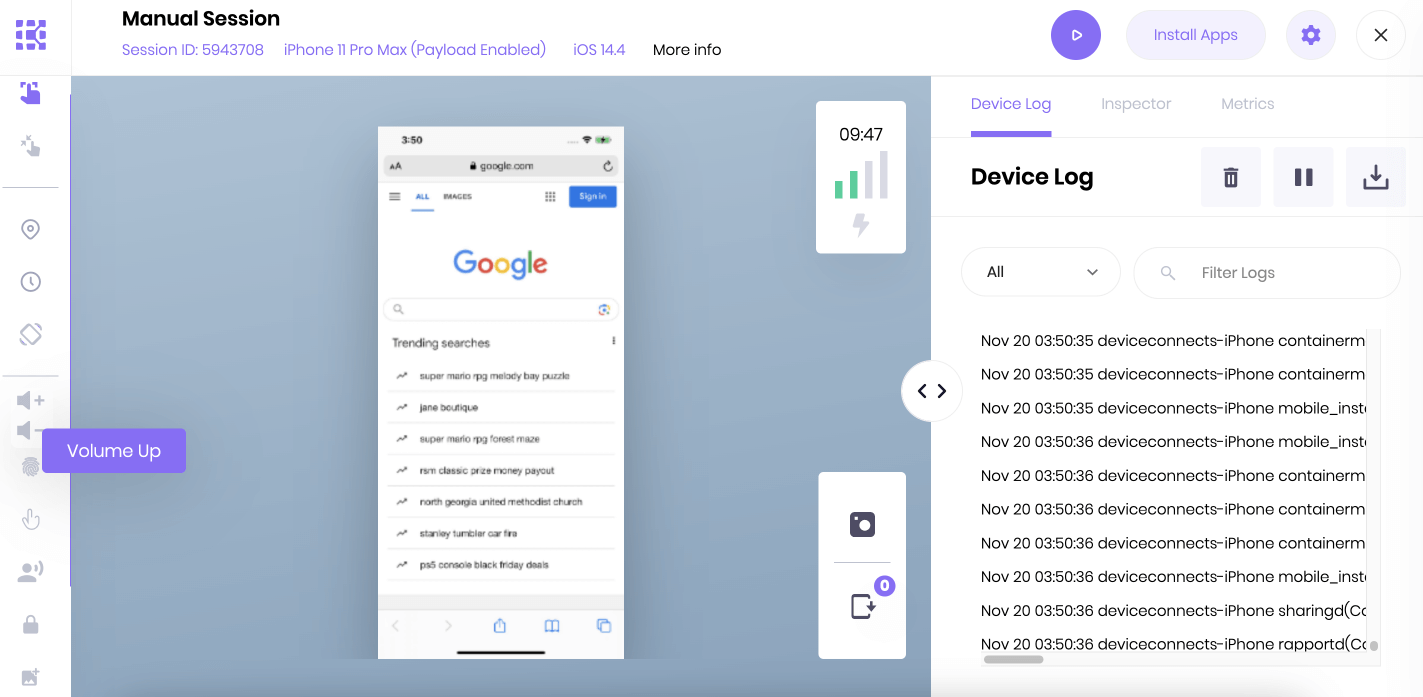 Manual Session
Session ID: 5943708 iPhone 11 Pro Max (Payload Enabled) iOS 14.4 More info
Install Apps
3:50
AA google.com
ALL IMAGES Sign in
Google
Trending searches
super mario rpg melody bay puzzle
jane boutique
super mario rpg forest maze
rsm classic prize money payout
north georgia united methodist church
stanley tumbler car fire
ps5 console black friday deals
09:47
0
Volume Up
Device Log Inspector Metrics
Device Log
All Filter Logs
Nov 20 03:50:35 deviceconnects-iPhone containerm
Nov 20 03:50:35 deviceconnects-iPhone containerm
Nov 20 03:50:35 deviceconnects-iPhone mobile_inst
Nov 20 03:50:36 deviceconnects-iPhone mobile_inst
Nov 20 03:50:36 deviceconnects-iPhone containerm
Nov 20 03:50:36 deviceconnects-iPhone containerm
Nov 20 03:50:36 deviceconnects-iPhone containerm
Nov 20 03:50:36 deviceconnects-iPhone mobile_inst
Nov 20 03:50:36 deviceconnects-iPhone sharingd(Co
Nov 20 03:50:36 deviceconnects-iPhone rapportd(Co